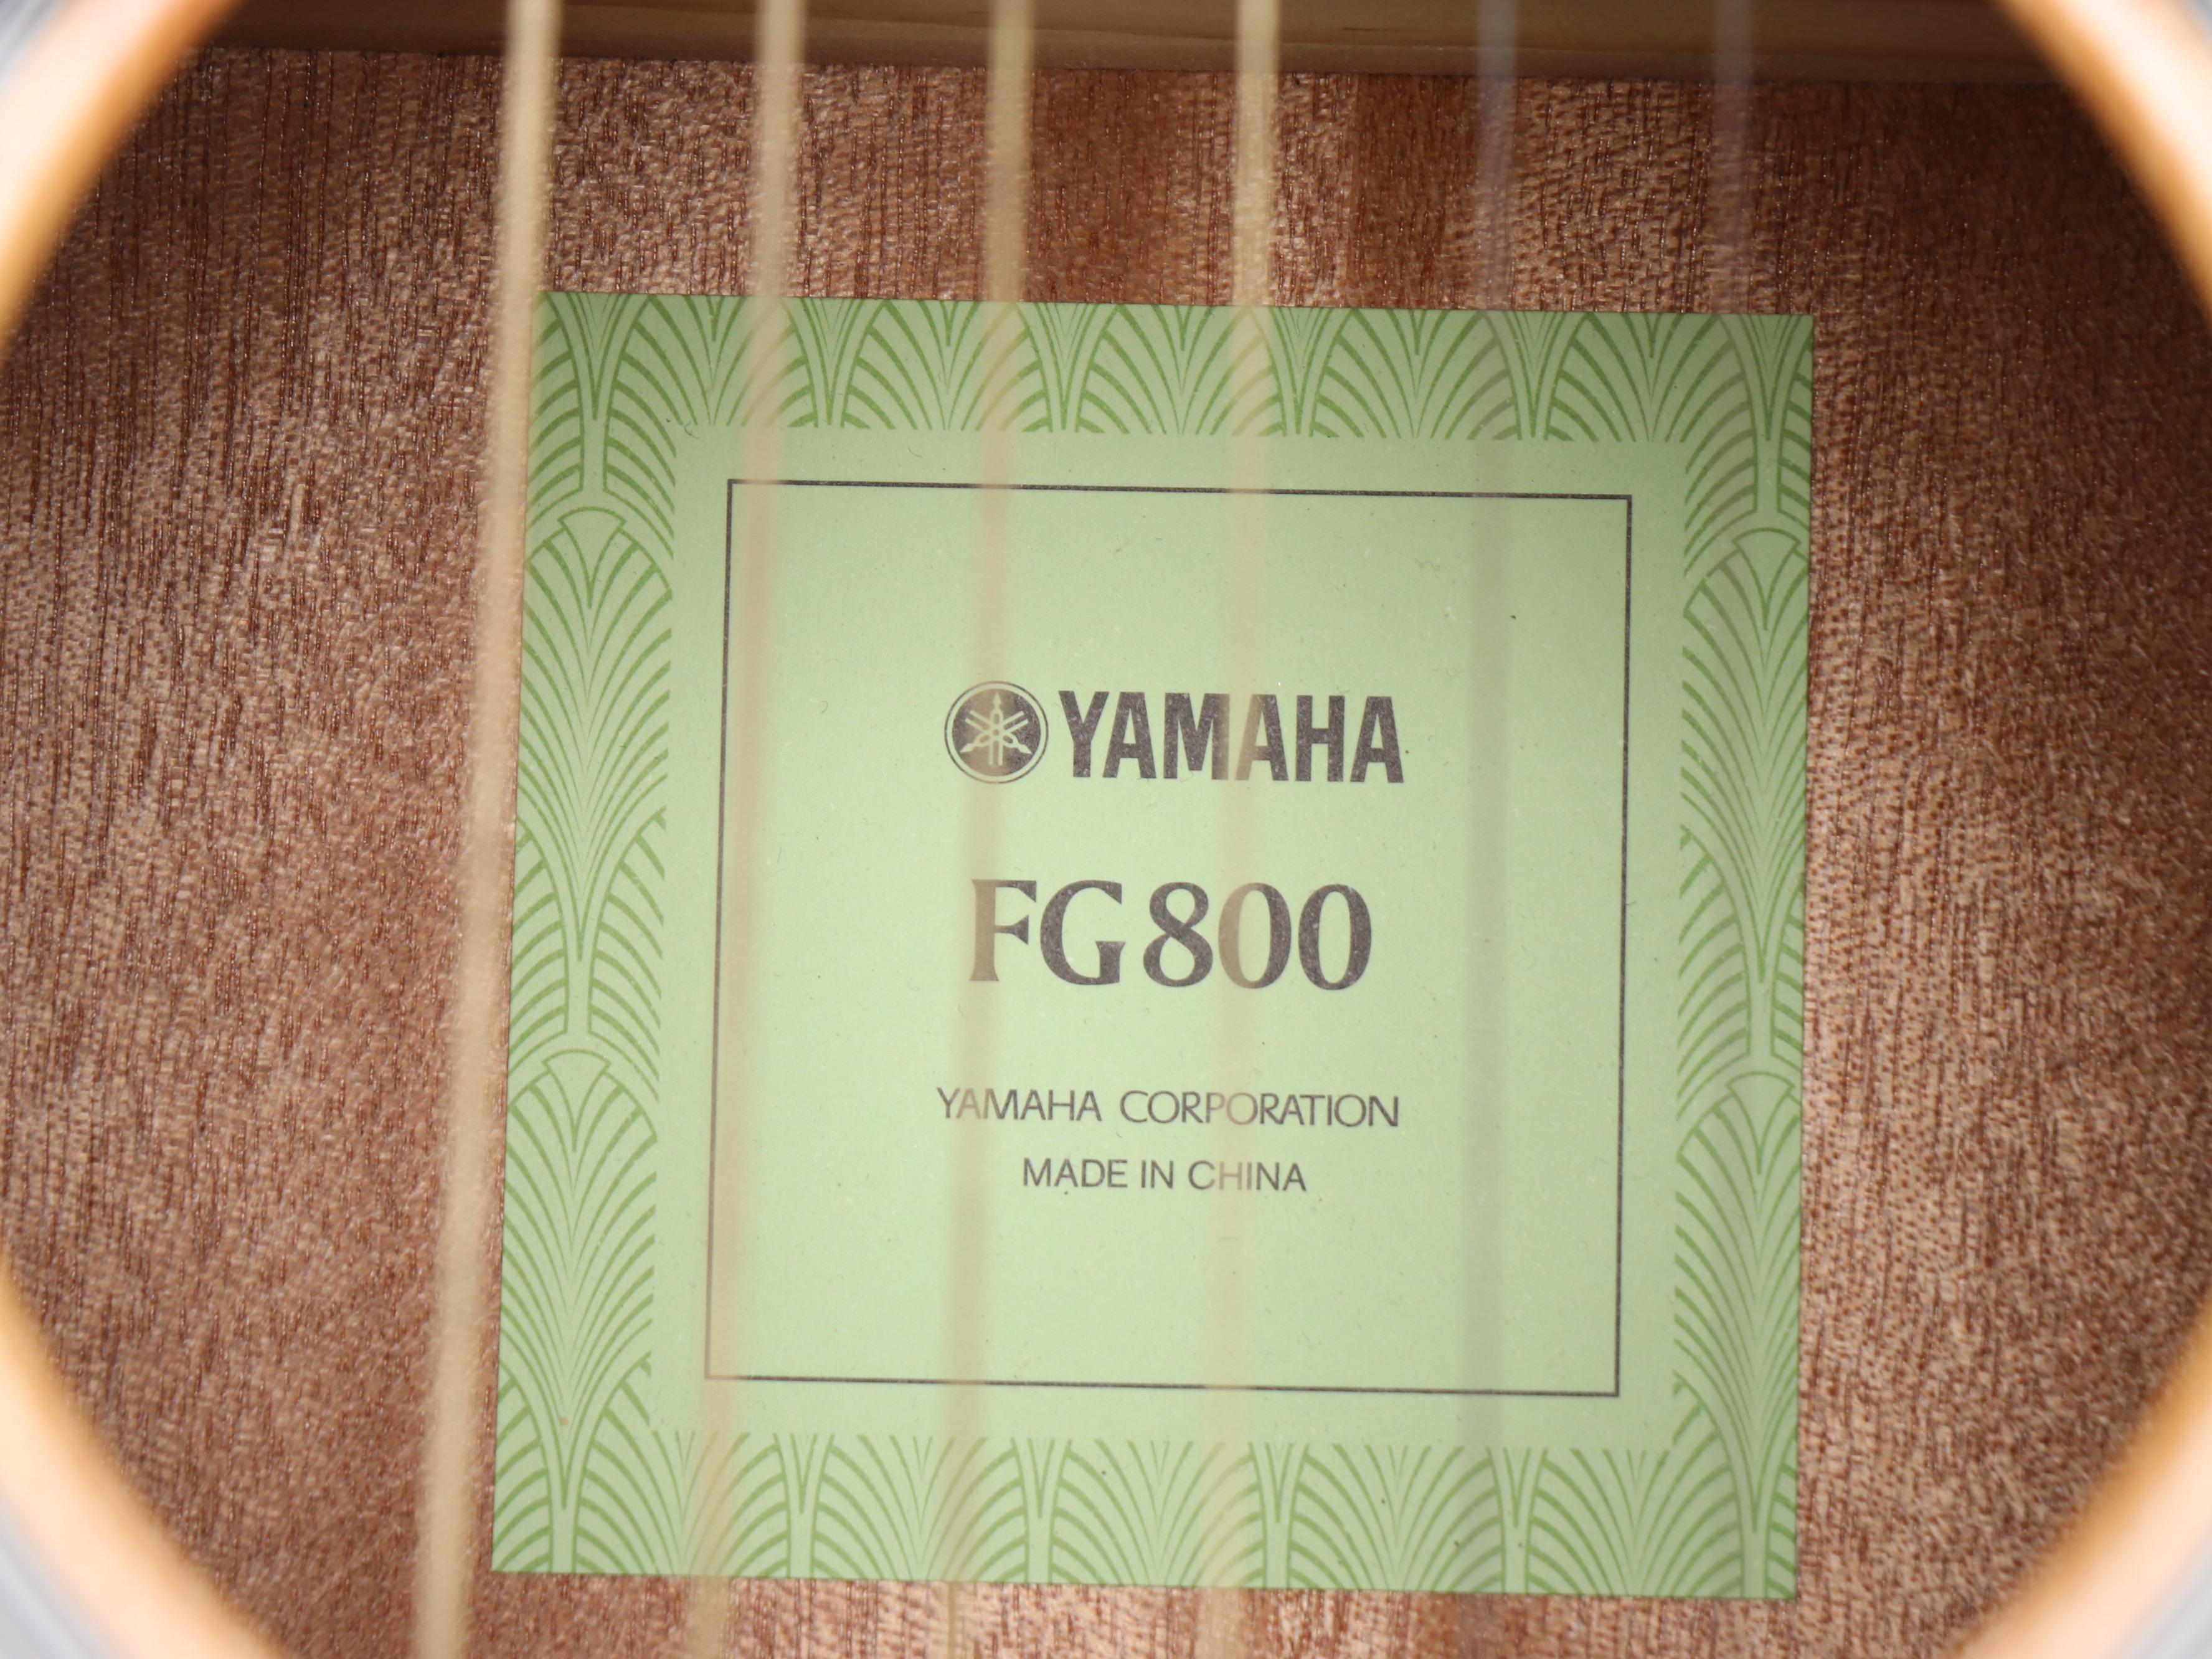 YAMAHA
FG800
YAMAHA CORPORATION
MADE IN CHINA